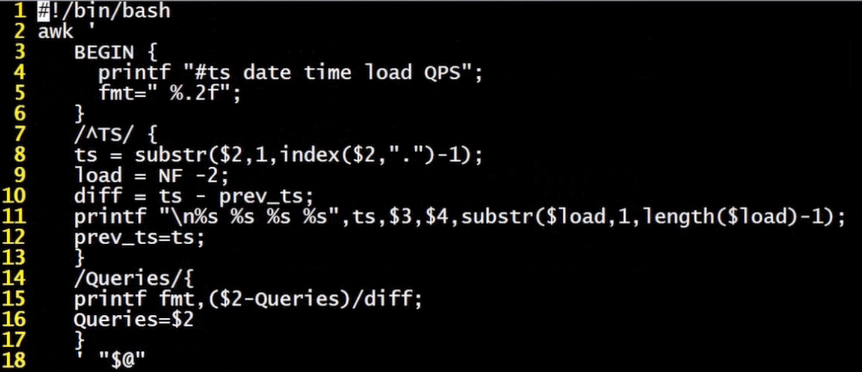 1 #!/bin/bash
2 awk '
3 BEGIN {
4 printf "#ts date time load QPS";
5 fmt=" %.2f";
6 }
7 /^TS/ {
8 ts = substr($2,1,index($2,".")-1);
9 load = NF -2;
10 diff = ts - prev_ts;
11 printf "\n%s %s %s %s",ts,$3,$4,substr($load,1,length($load)-1);
12 prev_ts=ts;
13 }
14 /Queries/{
15 printf fmt,($2-Queries)/diff;
16 Queries=$2
17 }
18 ' "$@"